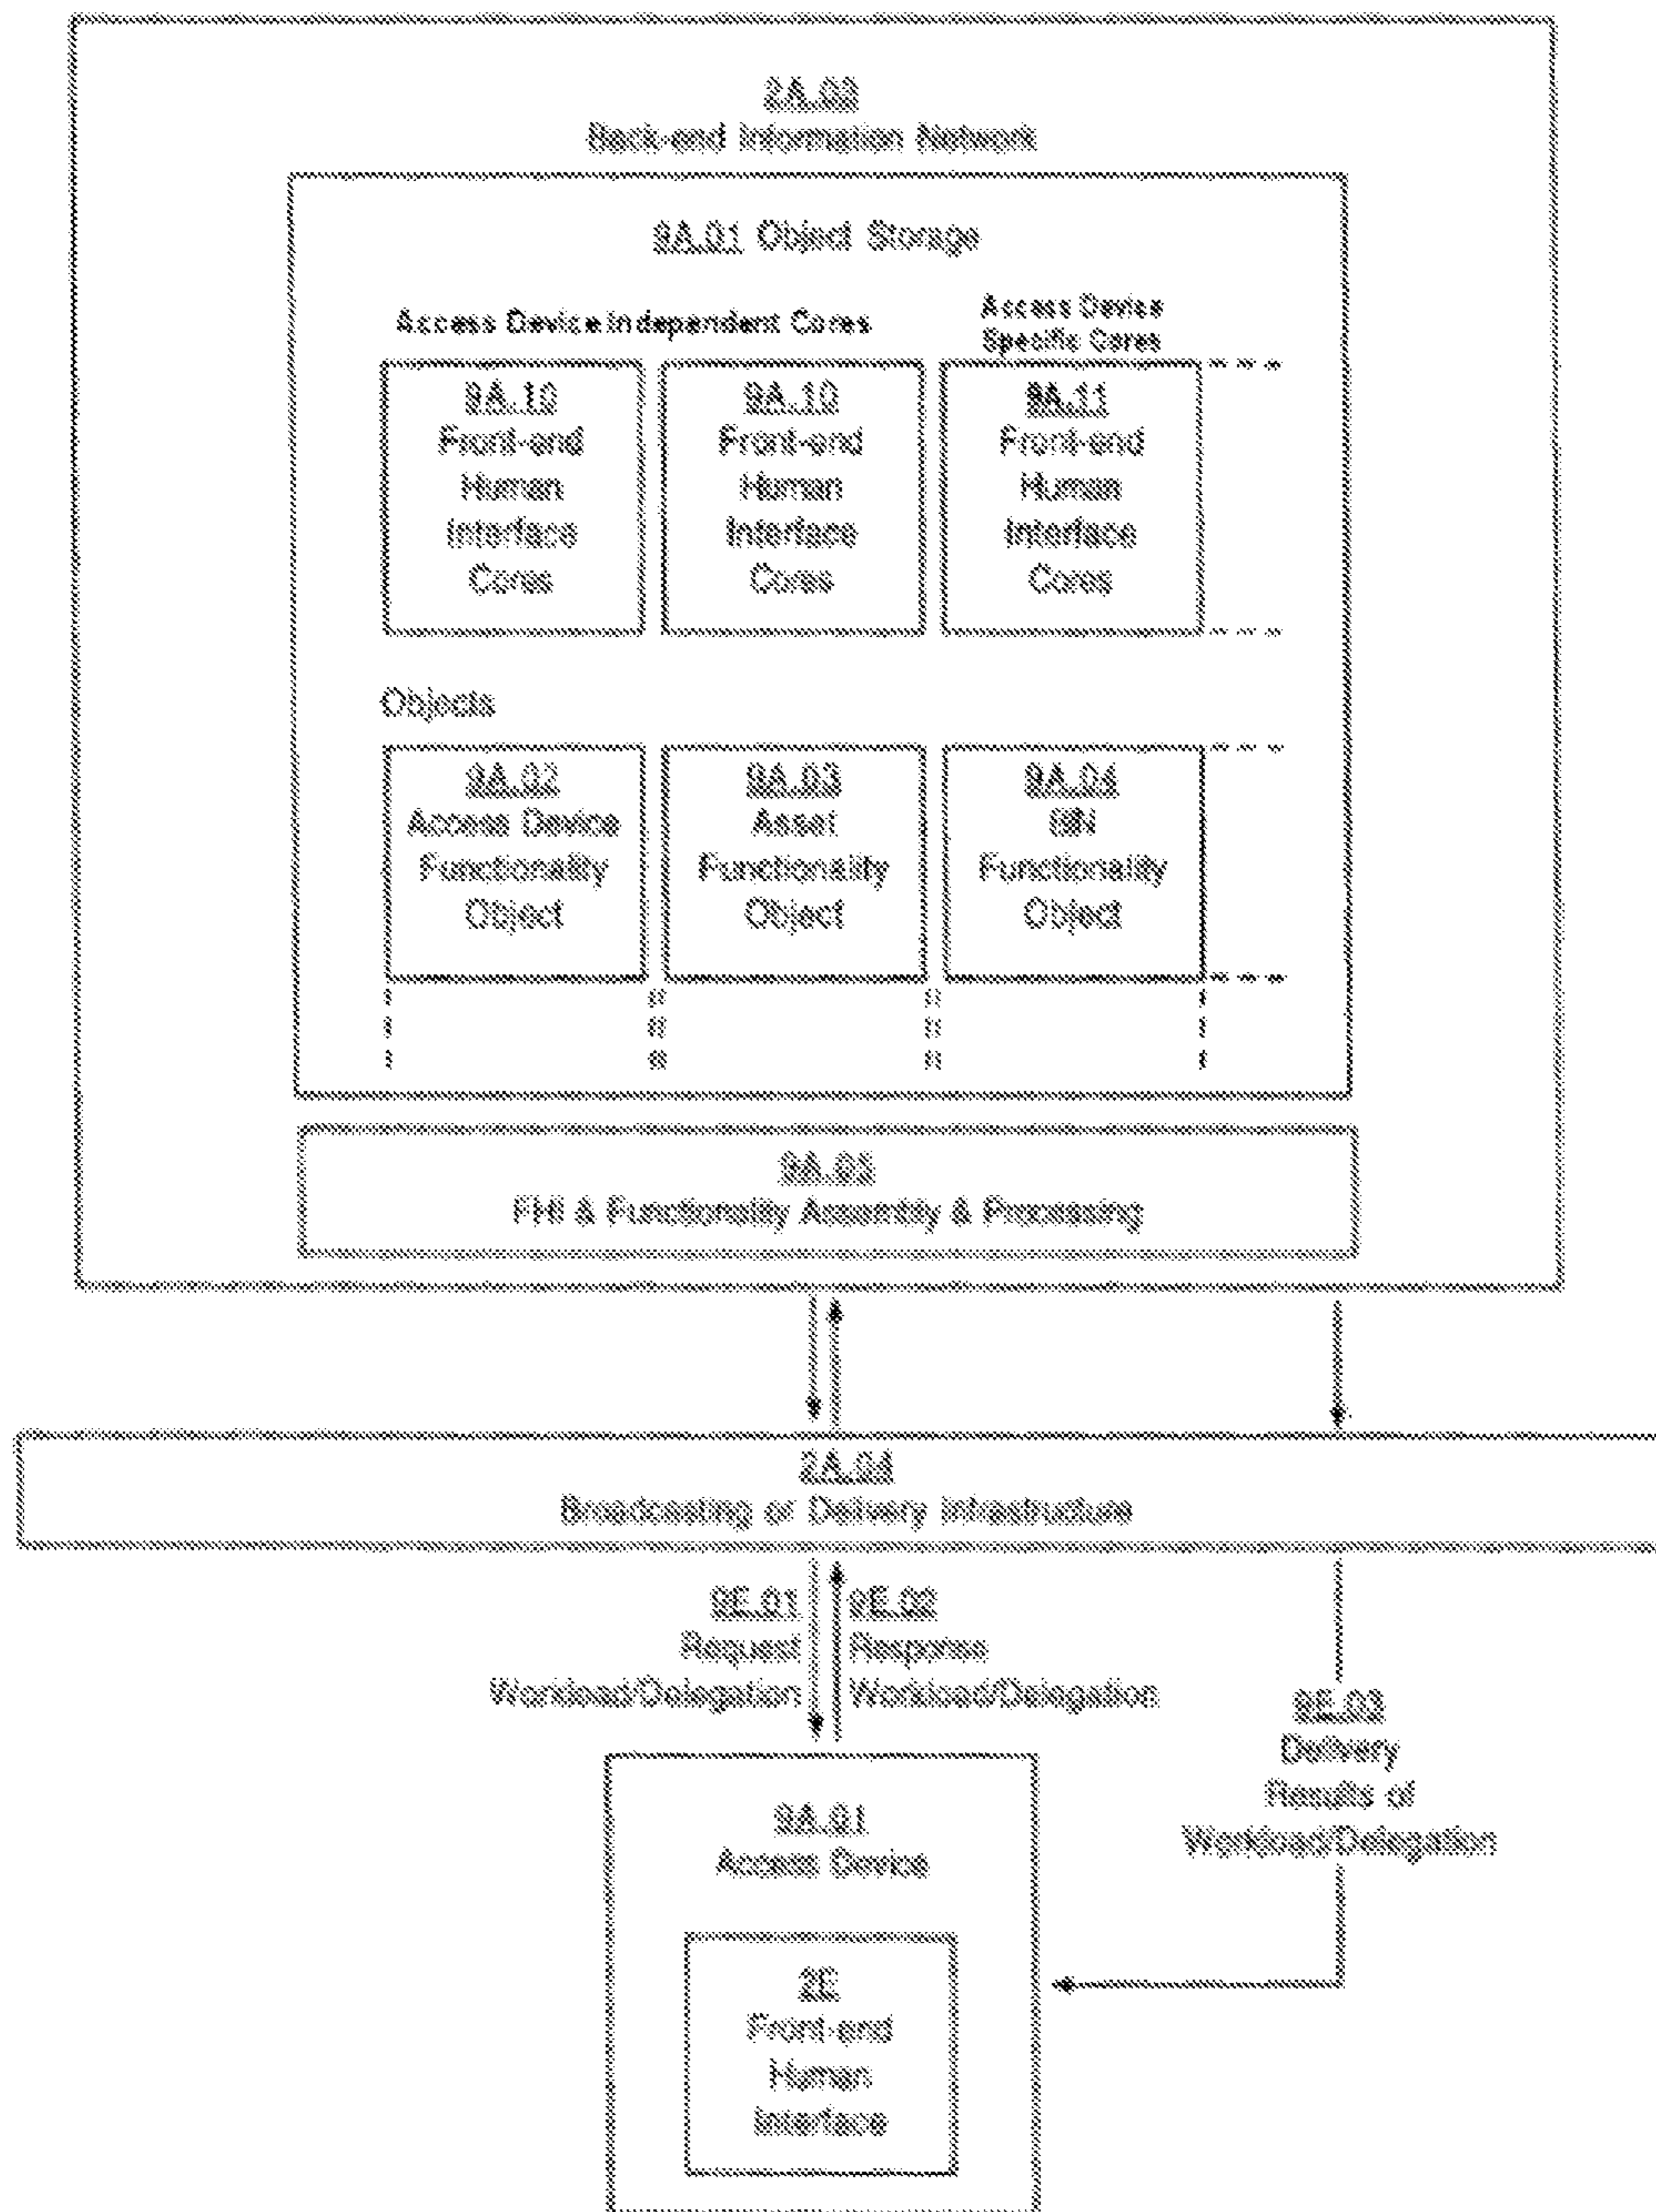 2A.03
Back-end Information Network
9A.01 Object Storage
Access Device Independent Cores
Access Device
Specific Cores
9A.10
Front-end
Human
Interface
Cores
9A.10
Front-end
Human
Interface
Cores
9A.11
Front-end
Human
Interface
Cores
Objects
9A.02
Access Device
Functionality
Object
9A.03
Asset
Functionality
Object
9A.04
BIN
Functionality
Object
9A.05
FHI & Functionality Assembly & Processing
2A.04
Broadcasting or Delivery Infrastructure
9E.01
Request
Workload/Delegation
9E.02
Response
Workload/Delegation
9E.03
Delivery
Results of
Workload/Delegation
9A.01
Access Device
2E
Front-end
Human
Interface